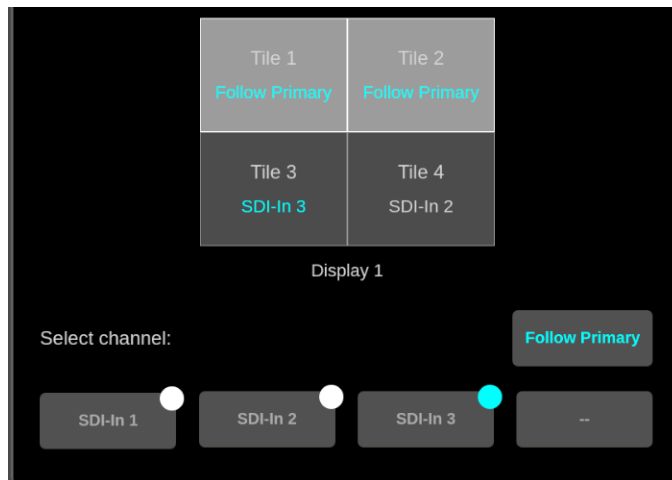 Tile 1
Tile 2
Follow Primary
Follow Primary
Tile 3
Tile 4
SDI-In 3
SDI-In 2
Display 1
Select channel:
Follow Primary
SDI-In 1
SDI-In 2
SDI-In 3
--